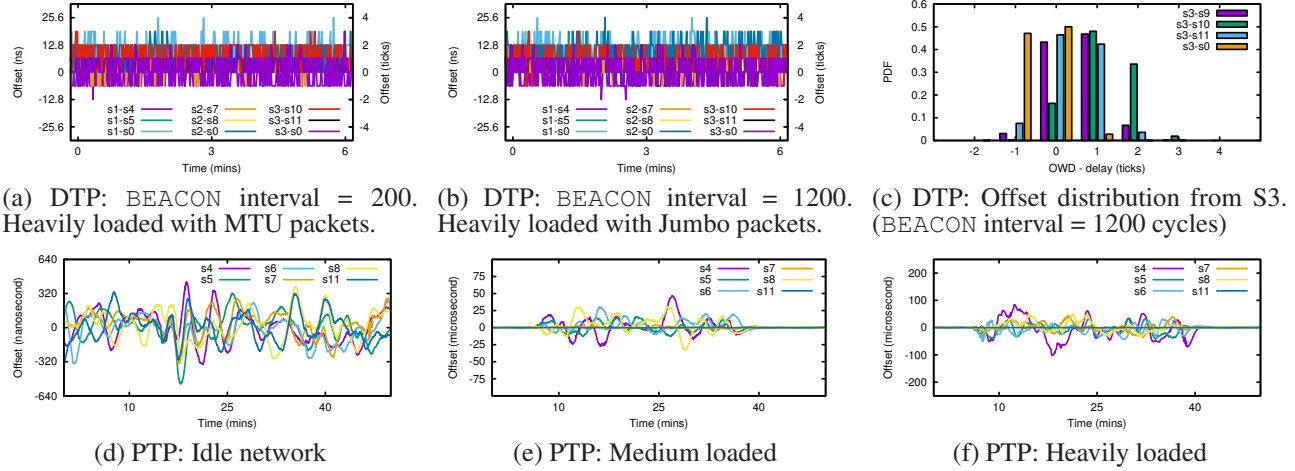 25.6
12.8
0
-12.8
-25.6
Offset (ns)
4
2
0
-2
-4
Offset (ticks)
s1-s4 s2-s7 s3-s10
s1-s5 s2-s8 s3-s11
s1-s0 s2-s0 s3-s0
0 3 6
Time (mins)
(a) DTP: BEACON interval = 200.
Heavily loaded with MTU packets.
25.6
12.8
0
-12.8
-25.6
Offset (ns)
4
2
0
-2
-4
Offset (ticks)
s1-s4 s2-s7 s3-s10
s1-s5 s2-s8 s3-s11
s1-s0 s2-s0 s3-s0
0 3 6
Time (mins)
(b) DTP: BEACON interval = 1200.
Heavily loaded with Jumbo packets.
0.6
0.5
0.4
0.3
0.2
0.1
0
PDF
s3-s9
s3-s10
s3-s11
s3-s0
-2 -1 0 1 2 3 4
OWD - delay (ticks)
(c) DTP: Offset distribution from S3.
(BEACON interval = 1200 cycles)
640
320
0
-320
-640
Offset (nanosecond)
s4 s6 s8
s5 s7 s11
10 25 40
Time (mins)
(d) PTP: Idle network
75
50
25
0
-25
-50
-75
Offset (microsecond)
s4 s7
s5 s8
s6 s11
10 25 40
Time (mins)
(e) PTP: Medium loaded
200
100
0
-100
-200
Offset (microsecond)
s4 s7
s5 s8
s6 s11
10 25 40
Time (mins)
(f) PTP: Heavily loaded